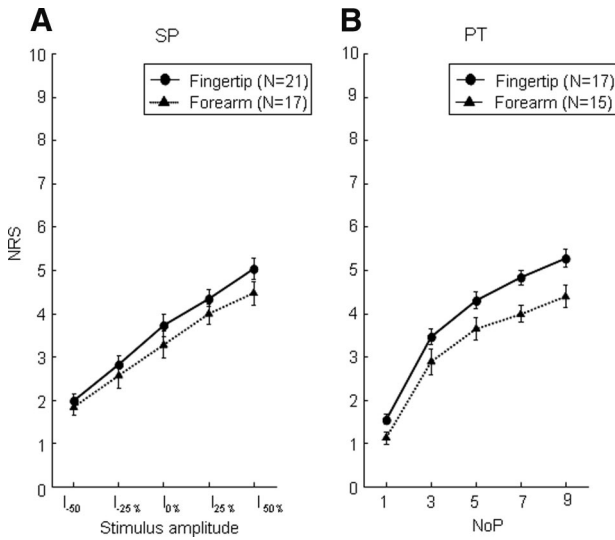 A
SP
10
9
8
7
6
5
4
3
2
1
0
NRS
Fingertip (N=21)
Forearm (N=17)
I-50
I-25 %
I0%
I25 %
I50 %
Stimulus amplitude
B
PT
10
9
8
7
6
5
4
3
2
1
0
Fingertip (N=17)
Forearm (N=15)
1 3 5 7 9
NoP